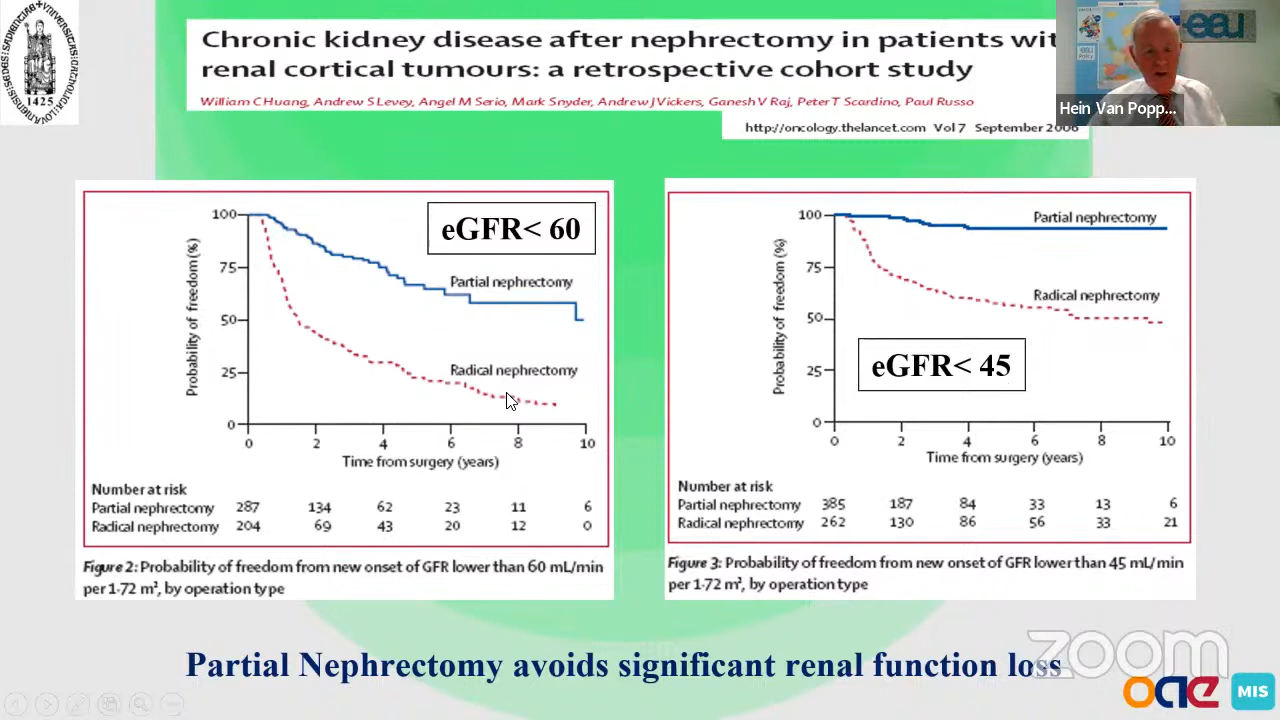 Chronic kidney disease after nephrectomy in patients wit
renal cortical tumours: a retrospective cohort study
William C Huang, Andrew S Levey, Angel M Serio, Mark Snyder, Andrew J Vickers, Ganesh V Raj, Peter T Scardino, Paul Russo
http://oncology.thelancet.com Vol 7 September 2006
1425
eau
Policy
Hein Van Popp...
eGFR< 60
Probability of freedom (%)
100
75
50
25
0
Partial nephrectomy
Radical nephrectomy
0 2 4 6 8 10
Time from surgery (years)
Number at risk
Partial nephrectomy 287 134 62 23 11 6
Radical nephrectomy 204 69 43 20 12 0
Figure 2: Probability of freedom from new onset of GFR lower than 60 mL/min
per 1·72 m², by operation type
eGFR< 45
Probability of freedom (%)
100
75
50
25
0
Partial nephrectomy
Radical nephrectomy
0 2 4 6 8 10
Time from surgery (years)
Number at risk
Partial nephrectomy 385 187 84 33 13 6
Radical nephrectomy 262 130 86 56 33 21
Figure 3: Probability of freedom from new onset of GFR lower than 45 mL/min
per 1·72 m², by operation type
Partial Nephrectomy avoids significant renal function loss
zoom
MIS